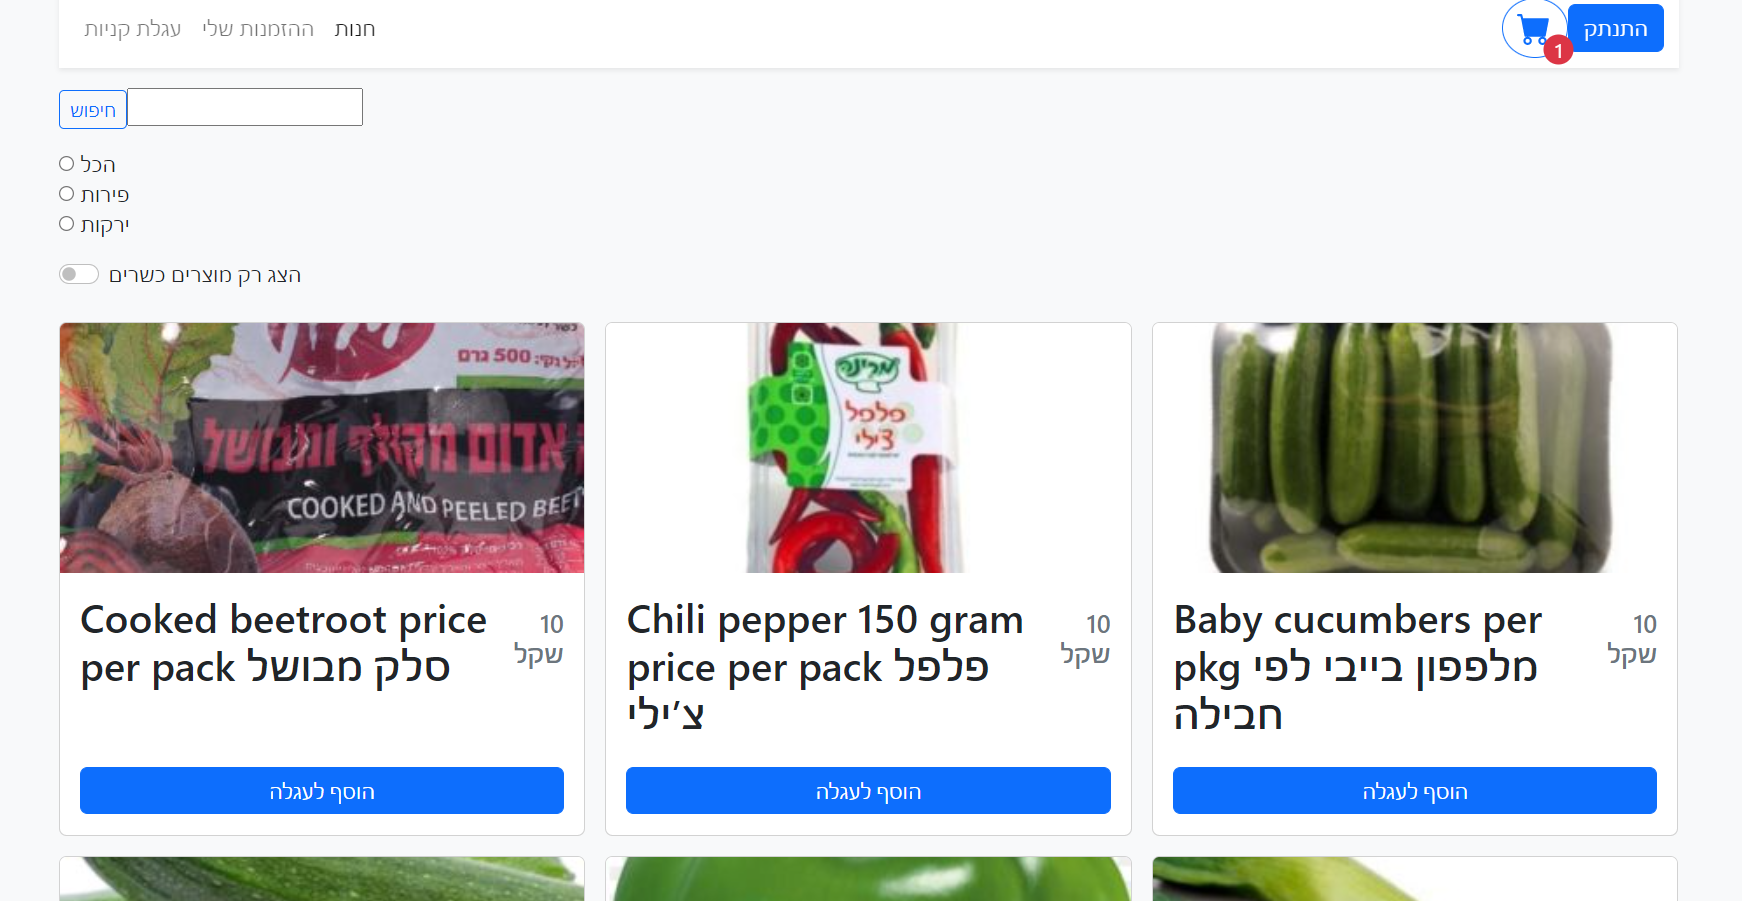 חנות ההזמנות שלי עגלת קניות
התנתק
1
חיפוש
הכל
פירות
ירקות
הצג רק מוצרים כשרים
500 גרם
אדום מקולף ומבושל
COOKED AND PEELED BEET
מרינה
פלפל
צ'ילי
Cooked beetroot price
per pack סלק מבושל
10
שקל
הוסף לעגלה
Chili pepper 150 gram
price per pack פלפל
צ'ילי
10
שקל
הוסף לעגלה
Baby cucumbers per
pkg מלפפון בייבי לפי
חבילה
10
שקל
הוסף לעגלה